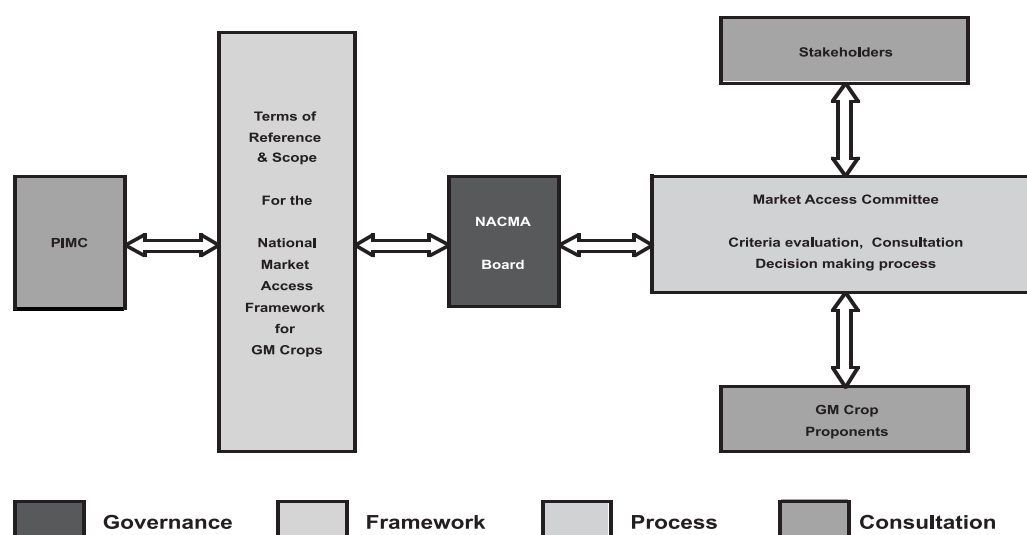 PIMC
Terms of
Reference
& Scope
For the
National
Market
Access
Framework
for
GM Crops
NACMA
Board
Stakeholders
Market Access Committee
Criteria evaluation, Consultation
Decision making process
GM Crop
Proponents
Governance
Framework
Process
Consultation